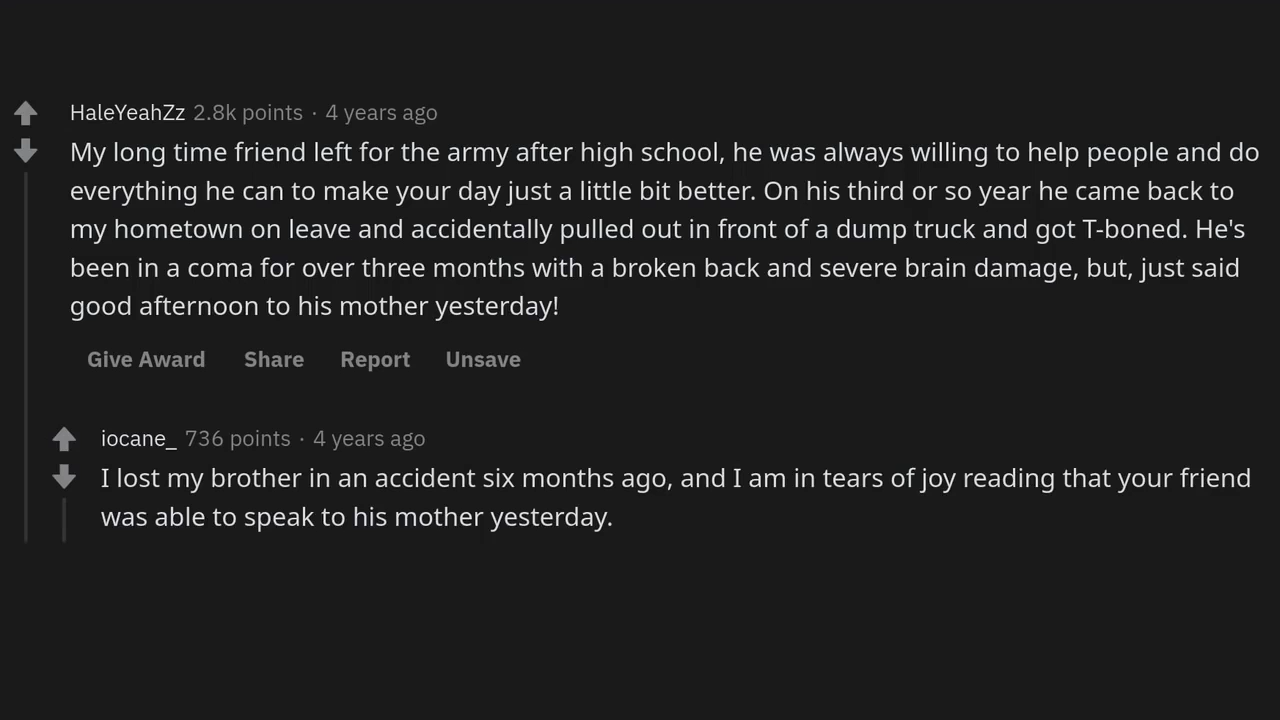 HaleYeahZz 2.8k points · 4 years ago
My long time friend left for the army after high school, he was always willing to help people and do
everything he can to make your day just a little bit better. On his third or so year he came back to
my hometown on leave and accidentally pulled out in front of a dump truck and got T-boned. He's
been in a coma for over three months with a broken back and severe brain damage, but, just said
good afternoon to his mother yesterday!
Give Award Share Report Unsave
iocane_ 736 points · 4 years ago
I lost my brother in an accident six months ago, and I am in tears of joy reading that your friend
was able to speak to his mother yesterday.